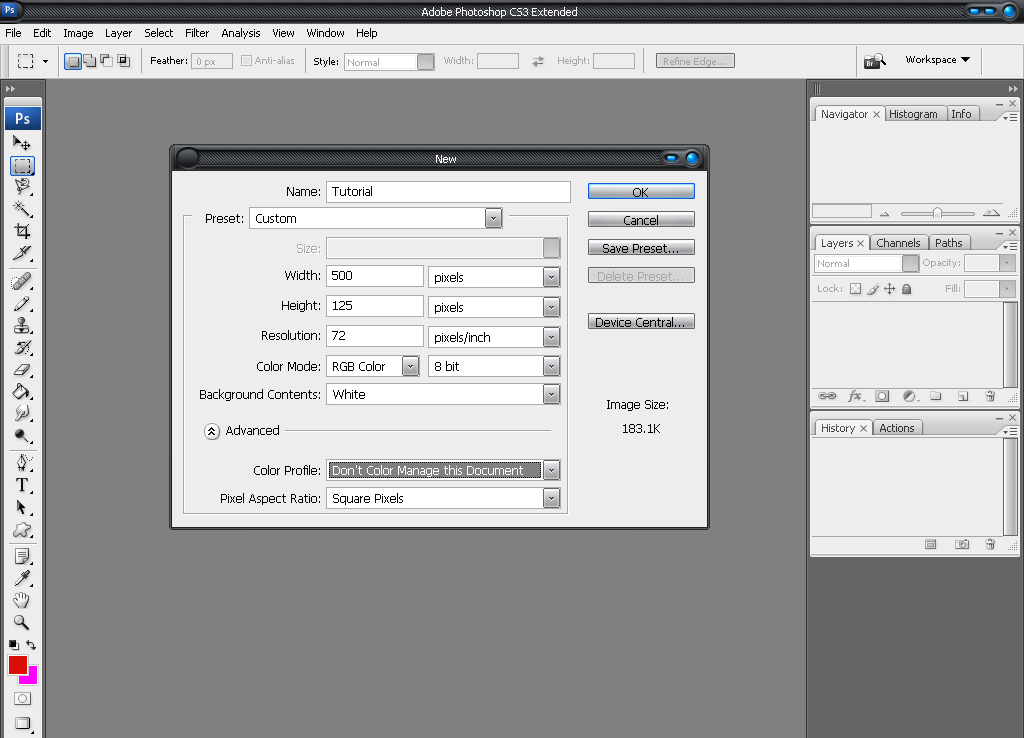 Ps Adobe Photoshop CS3 Extended
File Edit Image Layer Select Filter Analysis View Window Help
Feather: 0 px Anti-alias Style: Normal Width: Height: Refine Edge... Br Workspace
Ps
New
Name: Tutorial
Preset: Custom
Size:
Width: 500 pixels
Height: 125 pixels
Resolution: 72 pixels/inch
Color Mode: RGB Color 8 bit
Background Contents: White
Advanced
Color Profile: Don't Color Manage this Document
Pixel Aspect Ratio: Square Pixels
OK
Cancel
Save Preset...
Delete Preset...
Device Central...
Image Size:
183.1K
T
Navigator Histogram Info
Layers Channels Paths
Normal Opacity:
Lock: Fill:
fx.
History Actions